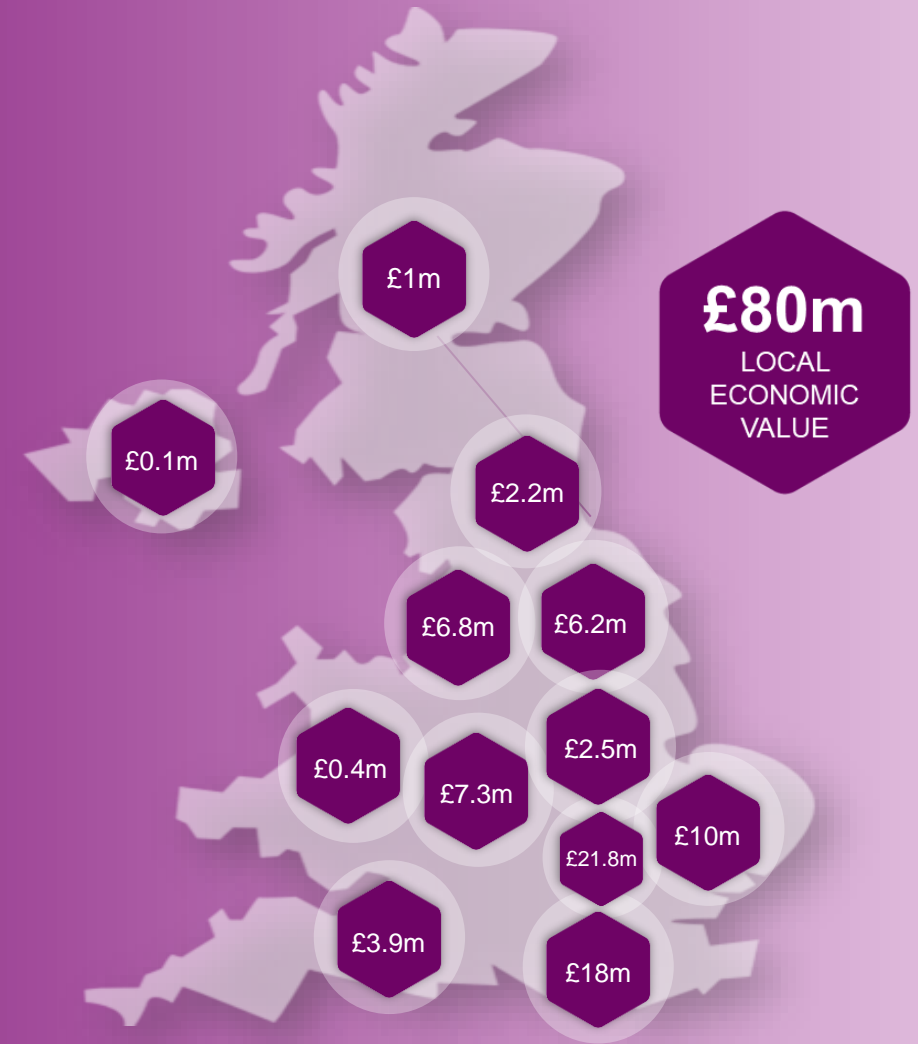 £1m
£80m
LOCAL
ECONOMIC
VALUE
£0.1m
£2.2m
£6.8m
£6.2m
£2.5m
£0.4m
£7.3m
£10m
£21.8m
£3.9m
£18m